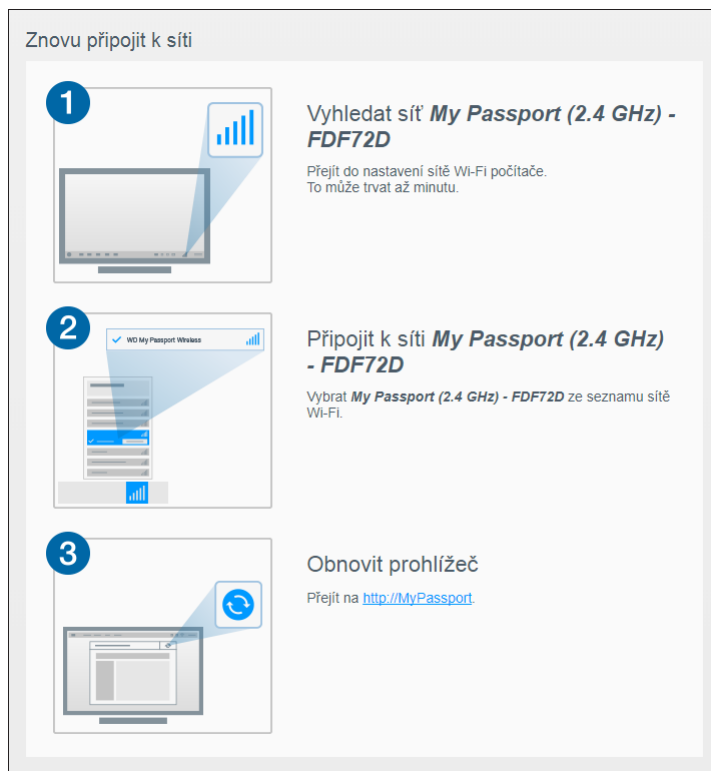 Znovu připojit k síti
1
Vyhledat síť My Passport (2.4 GHz) -
FDF72D
Přejít do nastavení sítě Wi-Fi počítače.
To může trvat až minutu.
2
WD My Passport Wireless
Připojit k síti My Passport (2.4 GHz)
- FDF72D
Vybrat My Passport (2.4 GHz) - FDF72D ze seznamu sítě
Wi-Fi.
3
Obnovit prohlížeč
Přejít na http://MyPassport.